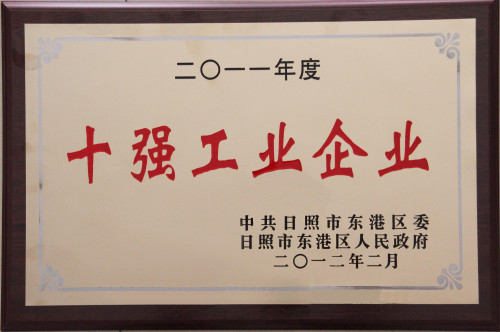 二〇一一年度
十强工业企业
中共日照市东港区委
日照市东港区人民政府
二〇一二年二月